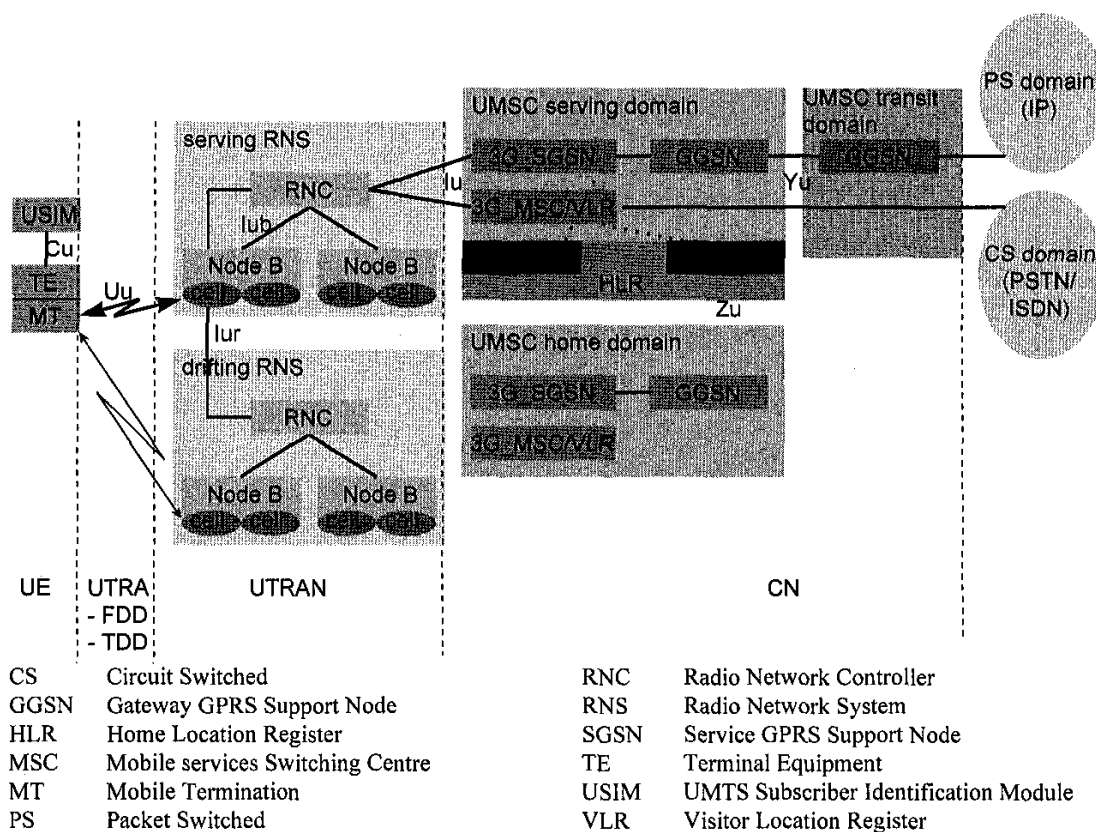 PS domain
(IP)
UMSC serving domain
UMSC transit
domain
serving RNS
3G_SGSN
GGSN
GGSN
RNC
Iu
Yu
USIM
3G_MSC/VLR
Iub
Cu
Node B
Node B
CS domain
(PSTN/
ISDN)
TE
Uu
HLR
MT
cell
cell
cell
cell
Zu
Iur
UMSC home domain
drifting RNS
3G_SGSN
GGSN
RNC
3G_MSC/VLR
Node B
Node B
cell
cell
cell
cell
UE
UTRA
- FDD
- TDD
UTRAN
CN
CS Circuit Switched
GGSN Gateway GPRS Support Node
HLR Home Location Register
MSC Mobile services Switching Centre
MT Mobile Termination
PS Packet Switched
RNC Radio Network Controller
RNS Radio Network System
SGSN Service GPRS Support Node
TE Terminal Equipment
USIM UMTS Subscriber Identification Module
VLR Visitor Location Register